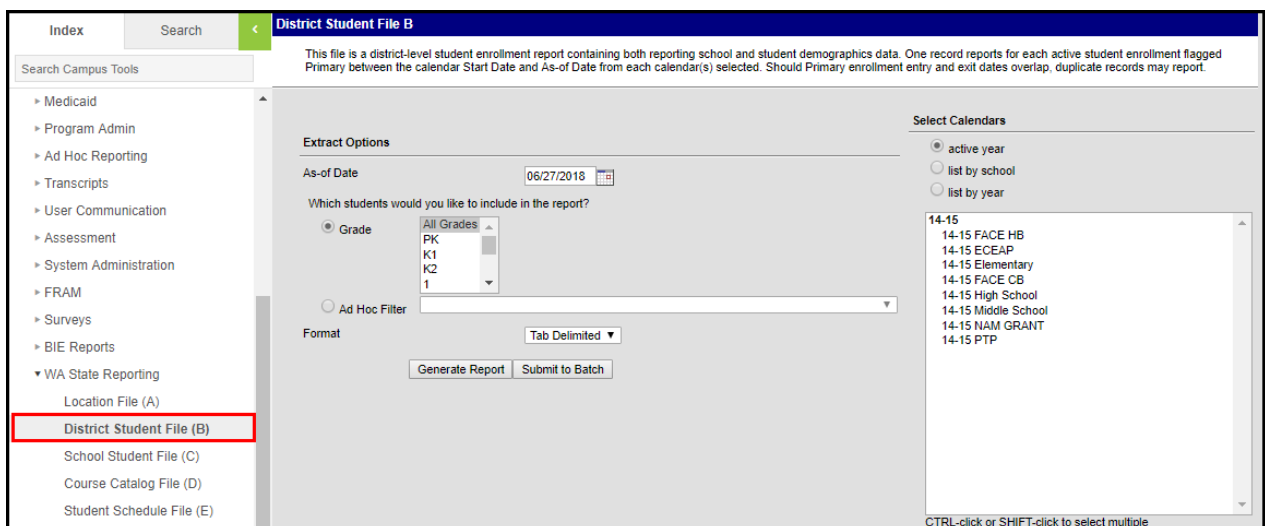 Index
Search
<
Search Campus Tools
Medicaid
Program Admin
Ad Hoc Reporting
Transcripts
User Communication
Assessment
System Administration
FRAM
Surveys
BIE Reports
WA State Reporting
Location File (A)
District Student File (B)
School Student File (C)
Course Catalog File (D)
Student Schedule File (E)
District Student File B
This file is a district-level student enrollment report containing both reporting school and student demographics data. One record reports for each active student enrollment flagged
Primary between the calendar Start Date and As-of Date from each calendar(s) selected. Should Primary enrollment entry and exit dates overlap, duplicate records may report.
Extract Options
As-of Date
06/27/2018
Which students would you like to include in the report?
Grade
All Grades
PK
K1
K2
1
Ad Hoc Filter
Format
Tab Delimited
Generate Report
Submit to Batch
Select Calendars
active year
list by school
list by year
14-15
14-15 FACE HB
14-15 ECEAP
14-15 Elementary
14-15 FACE CB
14-15 High School
14-15 Middle School
14-15 NAM GRANT
14-15 PTP
CTRL-click or SHIFT-click to select multiple